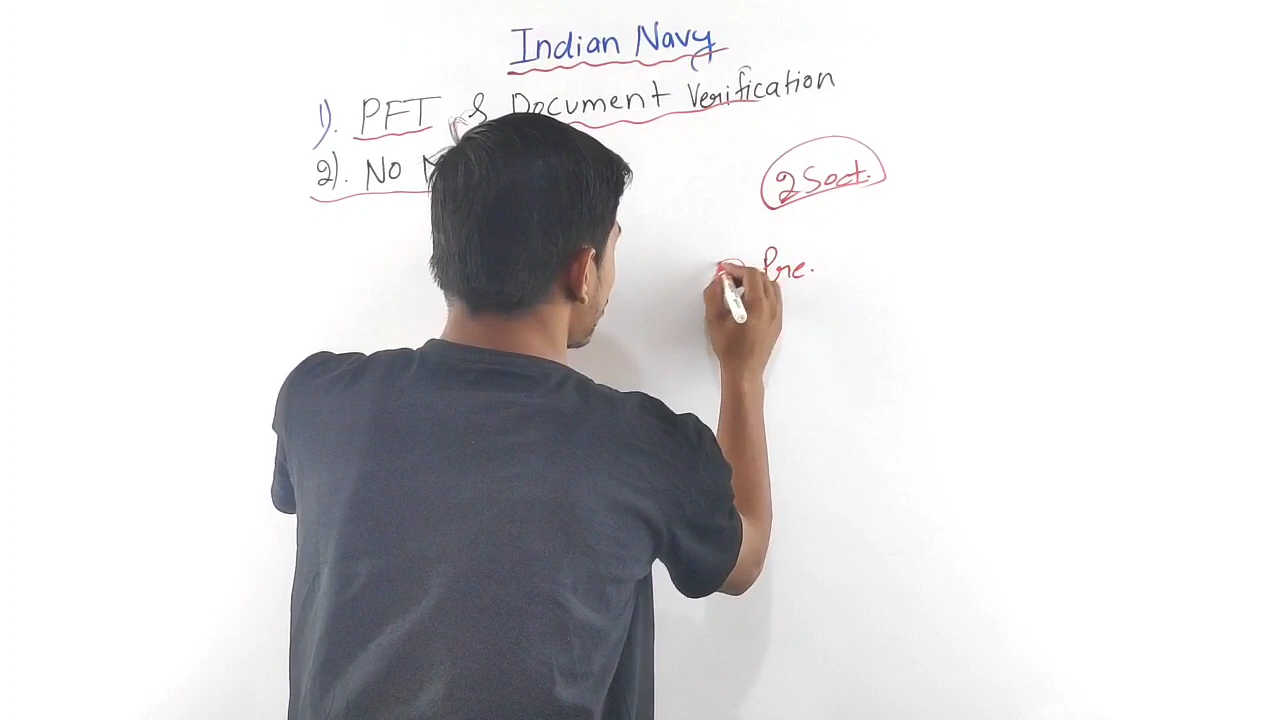 Indian Navy
1). PFT & Document Verification
2). No
2 Sect.
Pre.